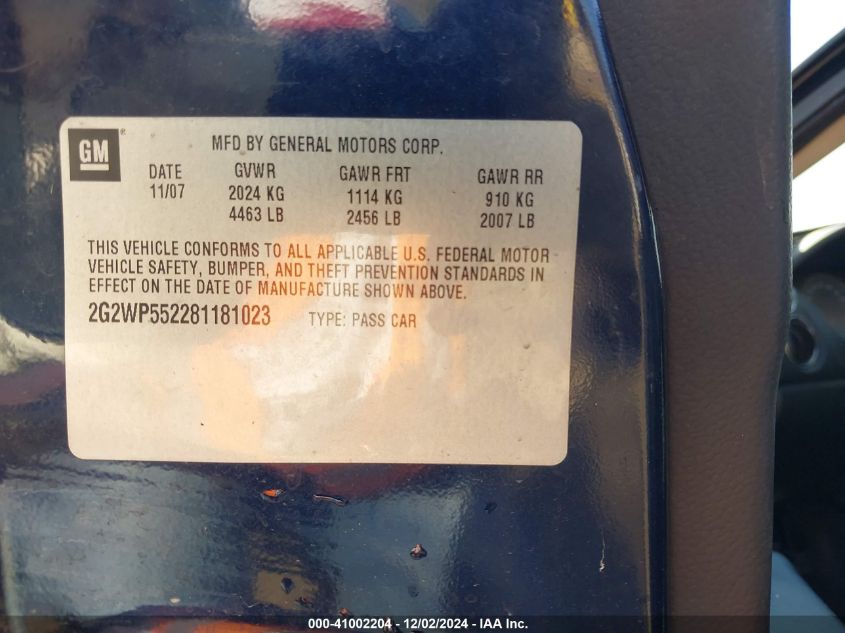 GM ®
MFD BY GENERAL MOTORS CORP.
DATE GVWR GAWR FRT GAWR RR
11/07 2024 KG 1114 KG 910 KG
4463 LB 2456 LB 2007 LB
THIS VEHICLE CONFORMS TO ALL APPLICABLE U.S. FEDERAL MOTOR
VEHICLE SAFETY, BUMPER, AND THEFT PREVENTION STANDARDS IN
EFFECT ON THE DATE OF MANUFACTURE SHOWN ABOVE.
2G2WP552281181023 TYPE: PASS CAR
000-41002204 - 12/02/2024 - IAA Inc.